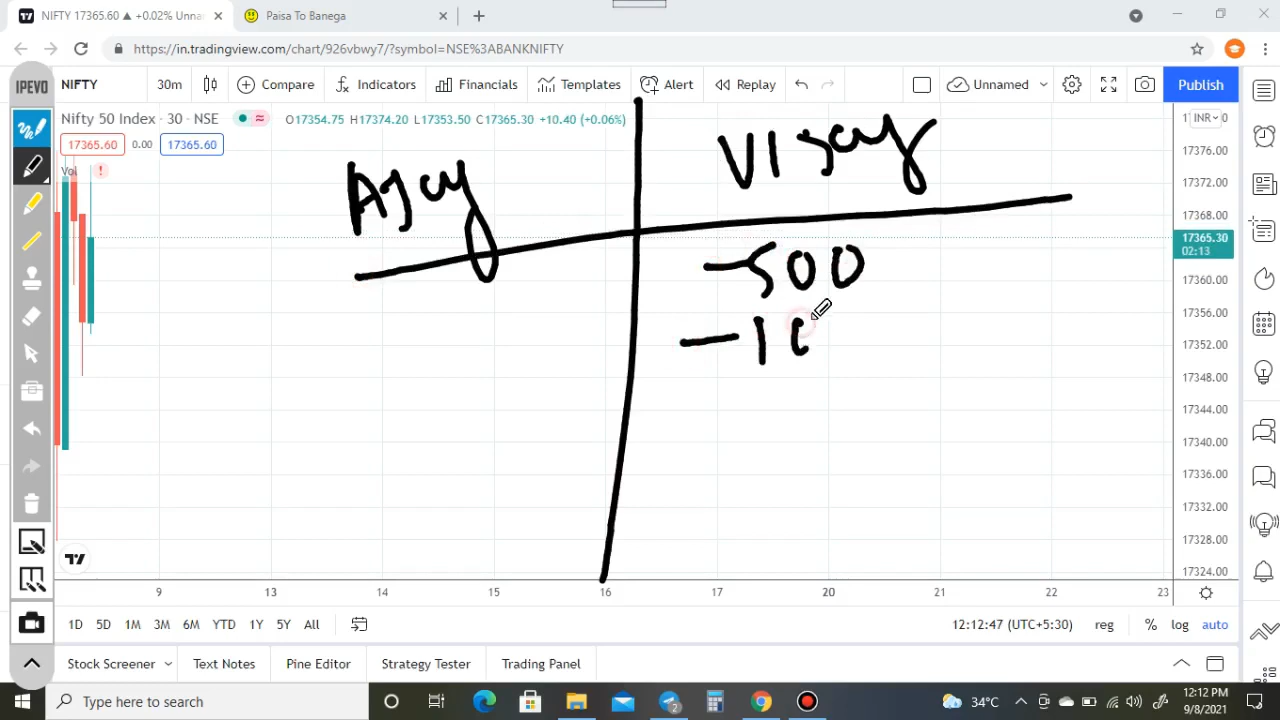 NIFTY 17365.60 ▲ +0.02% Unna
Paisa To Banega
https://in.tradingview.com/chart/926vbwy7/?symbol=NSE%3ABANKNIFTY
IPEVO
NIFTY 30m Compare Indicators Financials Templates Alert Replay Unnamed Publish
Nifty 50 Index · 30 · NSE O17354.75 H17374.20 L17353.50 C17365.30 +10.40 (+0.06%)
17365.60 0.00 17365.60
Vol
INR
17376.00
17372.00
17368.00
17365.30
02:13
17360.00
17356.00
17352.00
17348.00
17344.00
17340.00
17336.00
17332.00
17328.00
17324.00
Ajay
Vijay
-500
-10
9 13 14 15 16 17 20 21 22 23
1D 5D 1M 3M 6M YTD 1Y 5Y All 12:12:47 (UTC+5:30) reg % log auto
Stock Screener Text Notes Pine Editor Strategy Tester Trading Panel
Type here to search 2 34°C 12:12 PM
9/8/2021